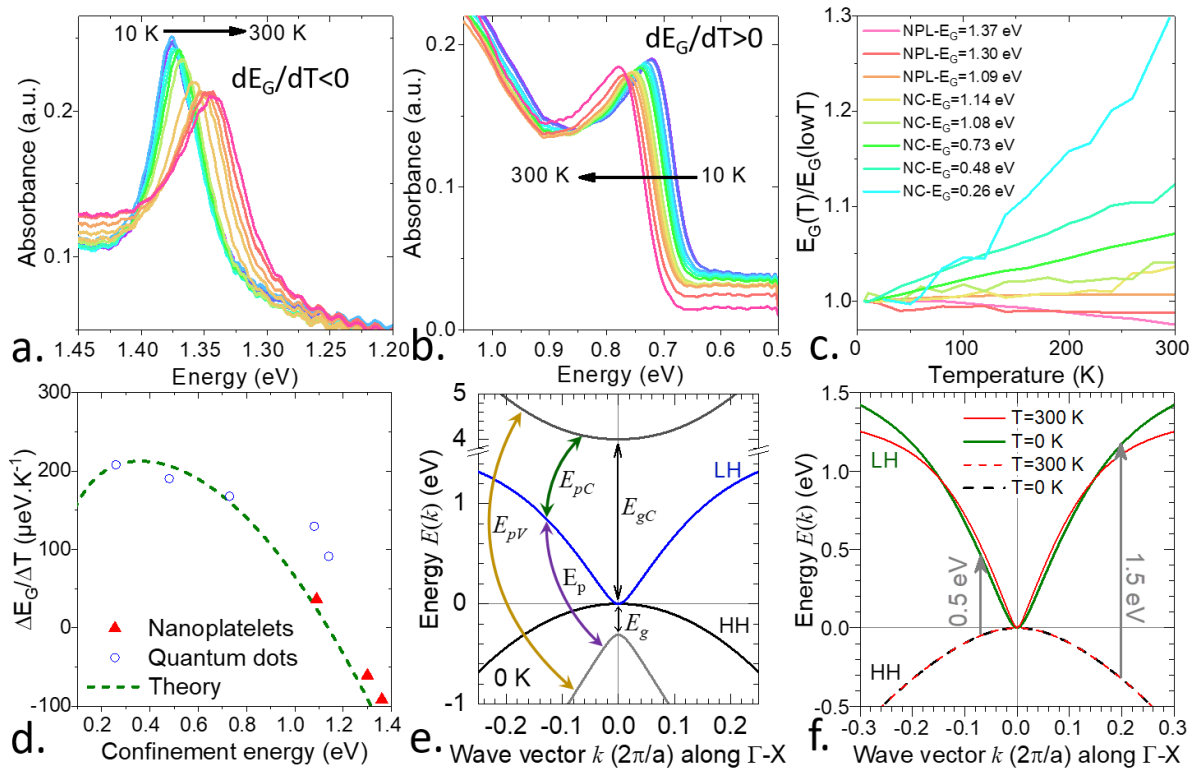 10 K
300 K
dE_G/dT<0
0.2
0.1
Absorbance (a.u.)
1.45 1.40 1.35 1.30 1.25 1.20
Energy (eV)
a.
dE_G/dT>0
300 K
10 K
0.2
0.1
0.0
Absorbance (a.u.)
1.0 0.9 0.8 0.7 0.6 0.5
Energy (eV)
b.
NPL-E_G=1.37 eV
NPL-E_G=1.30 eV
NPL-E_G=1.09 eV
NC-E_G=1.14 eV
NC-E_G=1.08 eV
NC-E_G=0.73 eV
NC-E_G=0.48 eV
NC-E_G=0.26 eV
1.3
1.2
1.1
1.0
E_G(T)/E_G(lowT)
100 200 300
Temperature (K)
c.
200
100
0
-100
ΔE_G/ΔT (µeV.K⁻¹)
Nanoplatelets
Quantum dots
Theory
0.2 0.4 0.6 0.8 1.0 1.2 1.4
Confinement energy (eV)
d.
5
4
1
0
-1
Energy E(k) (eV)
LH
HH
E_pC
E_pV
E_p
E_gC
E_g
0 K
-0.2 -0.1 0.0 0.1 0.2
Wave vector k (2π/a) along Γ-X
e.
T=300 K
T=0 K
T=300 K
T=0 K
LH
HH
0.5 eV
1.5 eV
1.5
1.0
0.5
0.0
-0.5
Energy E(k) (eV)
-0.3 -0.2 -0.1 0.0 0.1 0.2 0.3
Wave vector k (2π/a) along Γ-X
f.